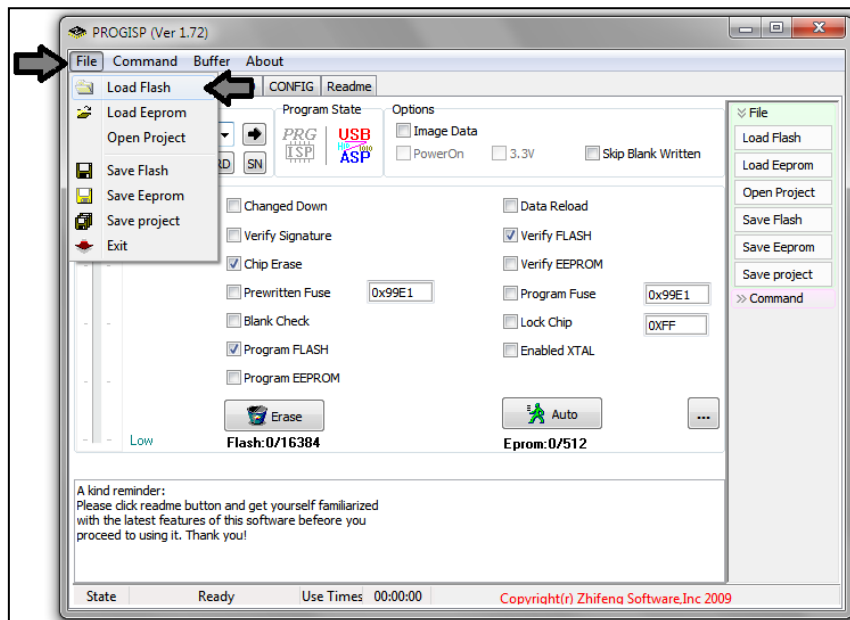 PROGISP (Ver 1.72)
File Command Buffer About
CONFIG Readme
Load Flash
Load Eeprom
Open Project
Save Flash
Save Eeprom
Save project
Exit
Program State
PRG
ISP
USB
ASP
RD SN
Options
Image Data
PowerOn 3.3V Skip Blank Written
Changed Down Data Reload
Verify Signature Verify FLASH
Chip Erase Verify EEPROM
Prewritten Fuse 0x99E1 Program Fuse 0x99E1
Blank Check Lock Chip 0XFF
Program FLASH Enabled XTAL
Program EEPROM
Erase Auto ...
Low Flash:0/16384 Eprom:0/512
File
Load Flash
Load Eeprom
Open Project
Save Flash
Save Eeprom
Save project
Command
A kind reminder:
Please click readme button and get yourself familiarized
with the latest features of this software befeore you
proceed to using it. Thank you!
State Ready Use Times 00:00:00 Copyright(r) Zhifeng Software,Inc 2009